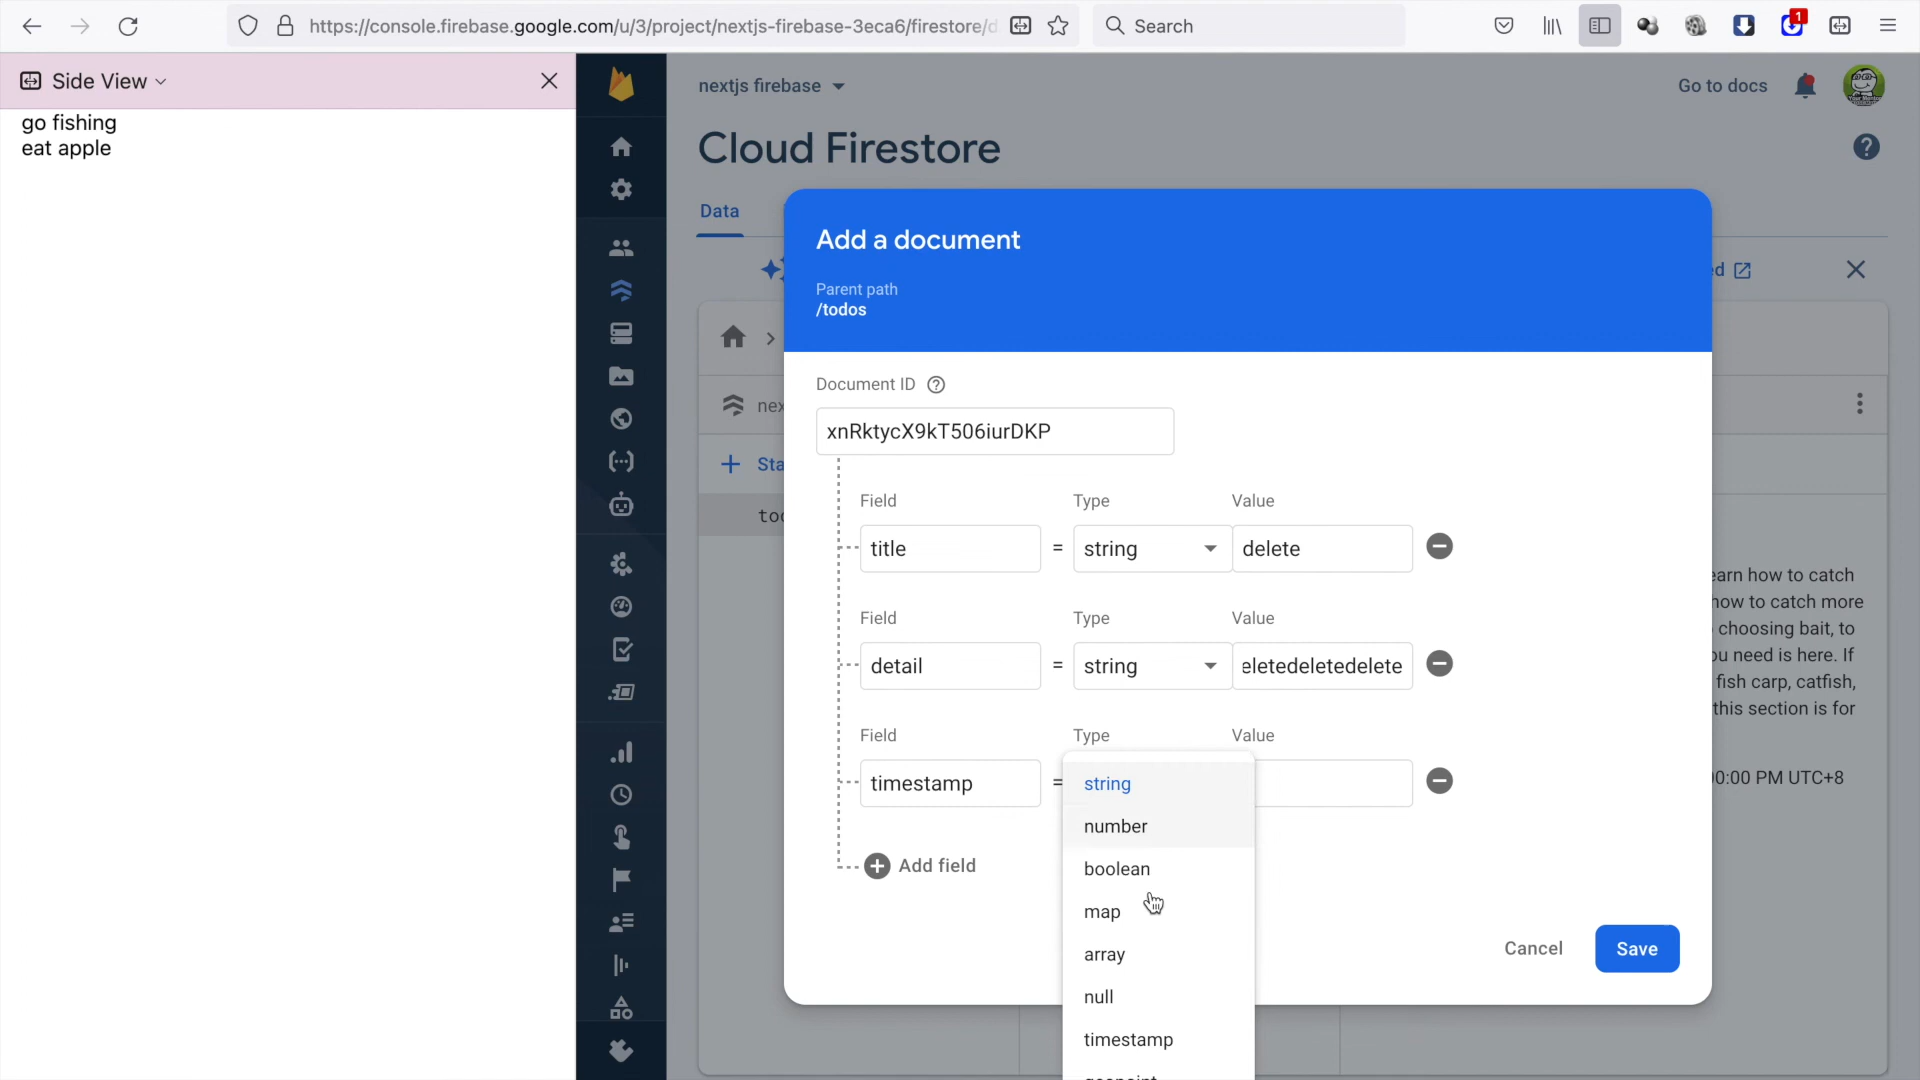 https://console.firebase.google.com/u/3/project/nextjs-firebase-3eca6/firestore/d
Search
1
Side View
go fishing
eat apple
nextjs firebase
Go to docs
Cloud Firestore
Data
Add a document
Parent path
/todos
Document ID
xnRktycX9kT506iurDKP
Field Type Value
title = string delete
Field Type Value
detail = string eletedeletedelete
Field Type Value
timestamp =
string
number
boolean
map
array
null
timestamp
Add field
Cancel
Save
how to catch
how to catch more
choosing bait, to
need is here. If
fish carp, catfish,
this section is for
0:00 PM UTC+8